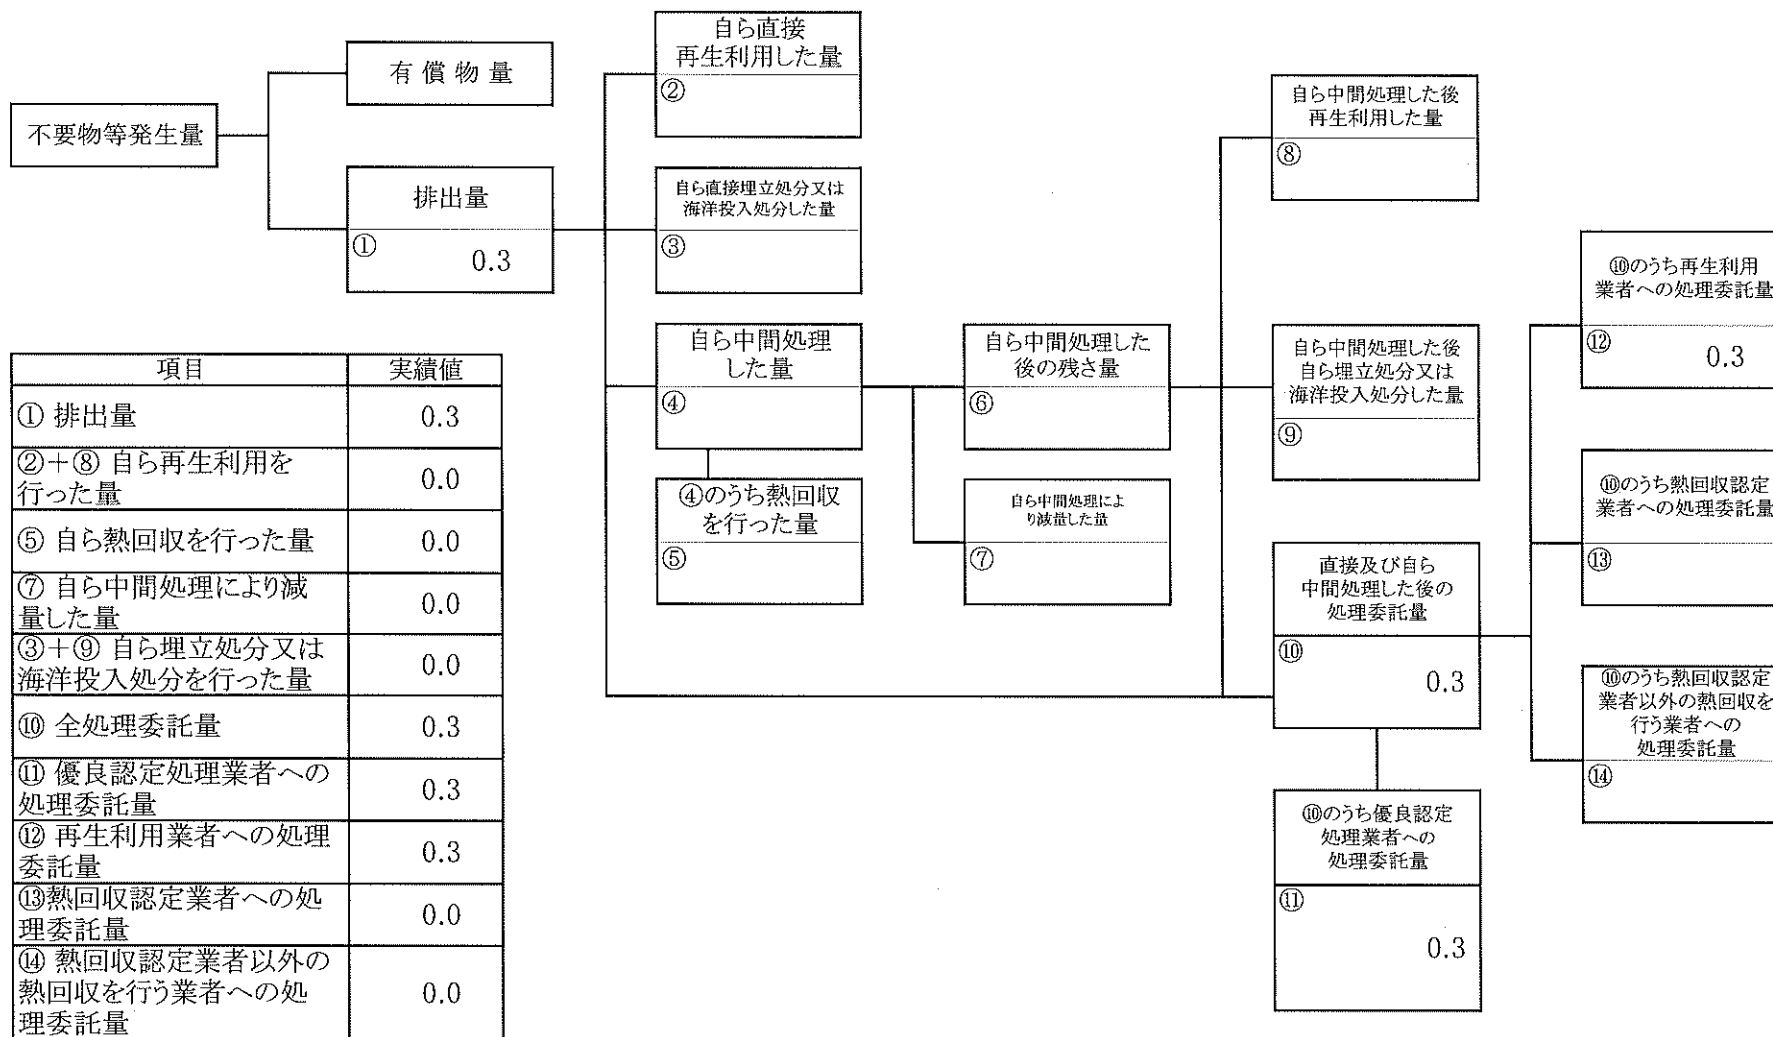 不要物等発生量
有償物量
排出量
①
0.3
自ら直接
再生利用した量
②
自ら直接埋立処分又は
海洋投入処分した量
③
自ら中間処理
した量
④
④のうち熱回収
を行った量
⑤
自ら中間処理した
後の残さ量
⑥
自ら中間処理によ
り減量した量
⑦
自ら中間処理した後
再生利用した量
⑧
自ら中間処理した後
自ら埋立処分又は
海洋投入処分した量
⑨
直接及び自ら
中間処理した後の
処理委託量
⑩
0.3
⑩のうち優良認定
処理業者への
処理委託量
⑪
0.3
⑩のうち再生利用
業者への処理委託量
⑫
0.3
⑩のうち熱回収認定
業者への処理委託量
⑬
⑩のうち熱回収認定
業者以外の熱回収を
行う業者への
処理委託量
⑭
項目 実績値
① 排出量 0.3
②+⑧ 自ら再生利用を
行った量 0.0
⑤ 自ら熱回収を行った量 0.0
⑦ 自ら中間処理により減
量した量 0.0
③+⑨ 自ら埋立処分又は
海洋投入処分を行った量 0.0
⑩ 全処理委託量 0.3
⑪ 優良認定処理業者への
処理委託量 0.3
⑫ 再生利用業者への処理
委託量 0.3
⑬熱回収認定業者への処
理委託量 0.0
⑭ 熱回収認定業者以外の
熱回収を行う業者への処
理委託量 0.0